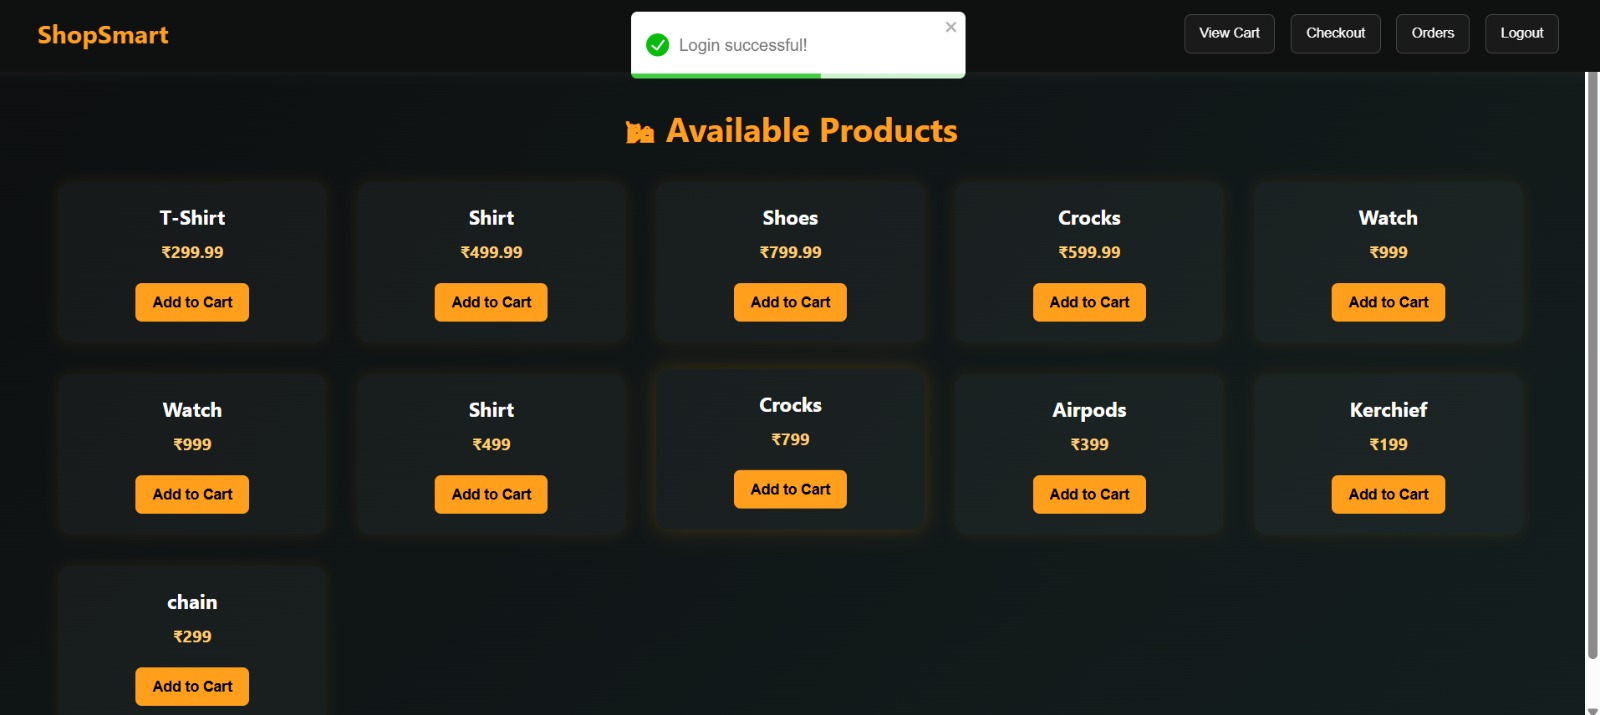 ShopSmart
Login successful!
View Cart
Checkout
Orders
Logout
Available Products
T-Shirt
₹299.99
Add to Cart
Shirt
₹499.99
Add to Cart
Shoes
₹799.99
Add to Cart
Crocks
₹599.99
Add to Cart
Watch
₹999
Add to Cart
Watch
₹999
Add to Cart
Shirt
₹499
Add to Cart
Crocks
₹799
Add to Cart
Airpods
₹399
Add to Cart
Kerchief
₹199
Add to Cart
chain
₹299
Add to Cart